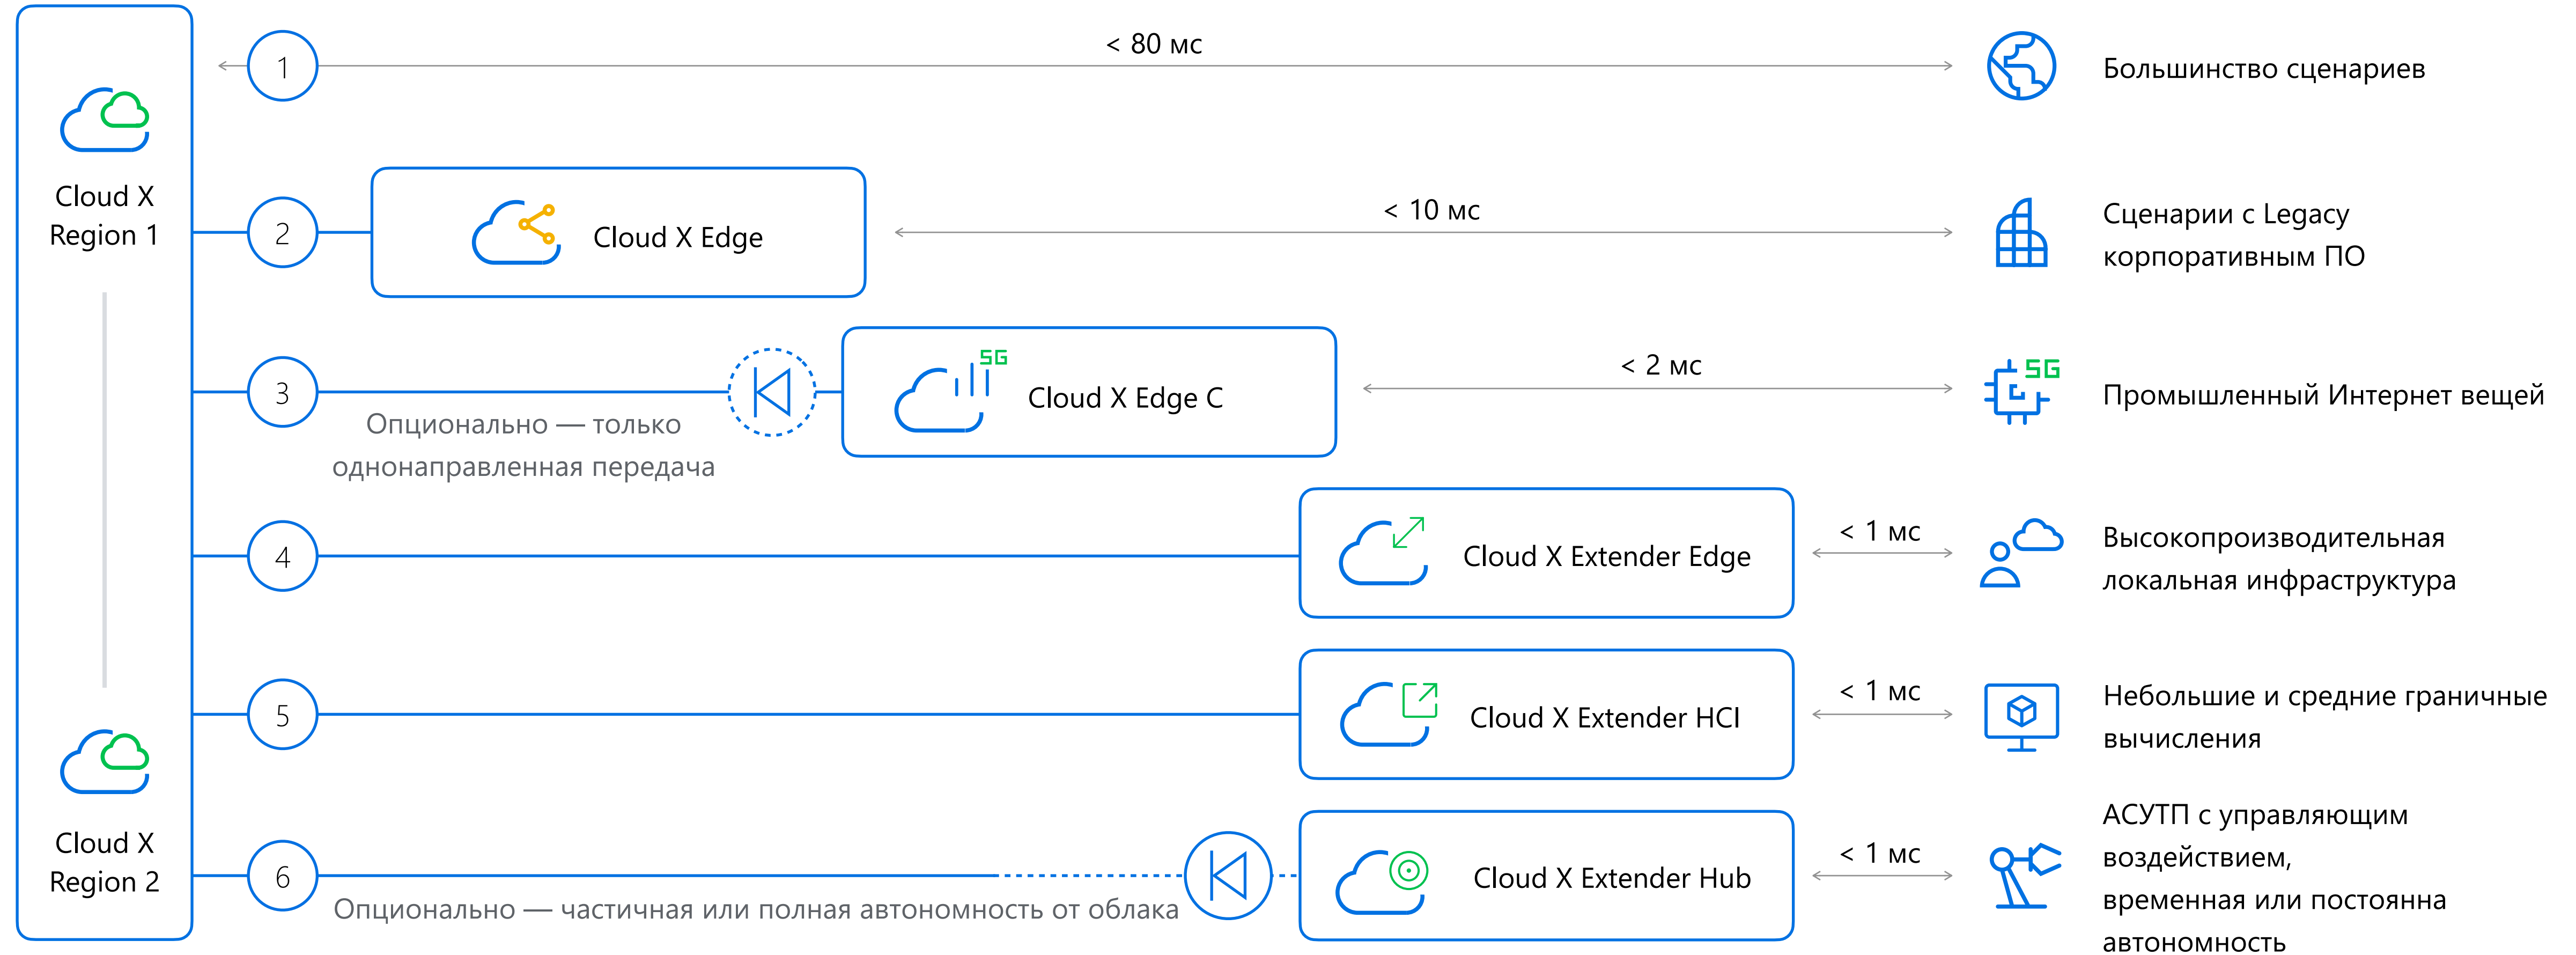 Cloud X
Region 1
Cloud X
Region 2
1
< 80 мс
Большинство сценариев
2
Cloud X Edge
< 10 мс
Сценарии с Legacy
корпоративным ПО
3
Опционально — только
однонаправленная передача
5G
Cloud X Edge C
< 2 мс
5G
Промышленный Интернет вещей
4
Cloud X Extender Edge
< 1 мс
Высокопроизводительная
локальная инфраструктура
5
Cloud X Extender HCI
< 1 мс
Небольшие и средние граничные
вычисления
6
Опционально — частичная или полная автономность от облака
Cloud X Extender Hub
< 1 мс
АСУТП с управляющим
воздействием,
временная или постоянна
автономность